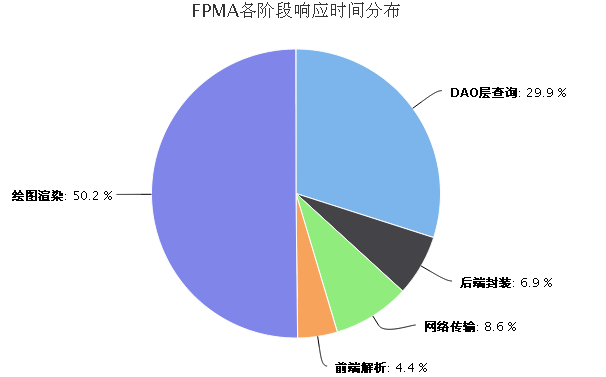 FPMA各阶段响应时间分布
DAO层查询: 29.9 %
绘图渲染: 50.2 %
后端封装: 6.9 %
网络传输: 8.6 %
前端解析: 4.4 %